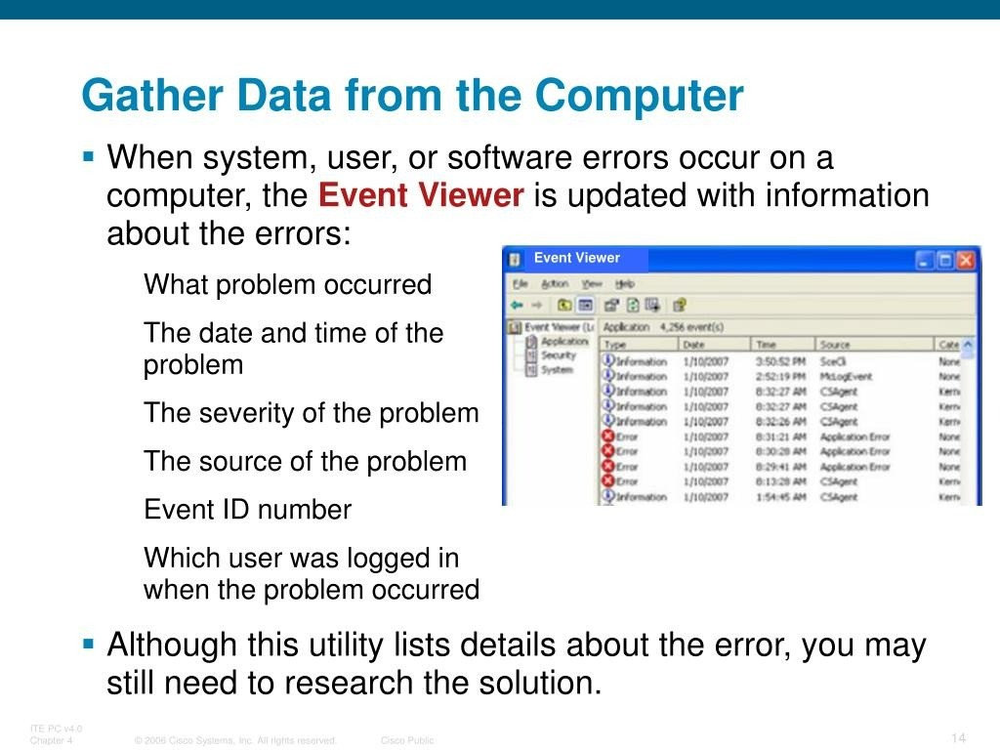 Gather Data from the Computer
When system, user, or software errors occur on a
computer, the Event Viewer is updated with information
about the errors:
What problem occurred
The date and time of the
problem
The severity of the problem
The source of the problem
Event ID number
Which user was logged in
when the problem occurred
Event Viewer
File Action View Help
Event Viewer (Lo
Application
Security
System
Application 4,256 event(s)
Type Date Time Source Cate
Information 1/10/2007 3:50:52 PM SceCli None
Information 1/10/2007 2:52:19 PM McLogEvent None
Information 1/10/2007 8:32:27 AM CSAgent Kern
Information 1/10/2007 8:32:27 AM CSAgent Kern
Information 1/10/2007 8:32:26 AM CSAgent Kern
Error 1/10/2007 8:31:21 AM Application Error None
Error 1/10/2007 8:30:28 AM Application Error None
Error 1/10/2007 8:29:41 AM Application Error None
Error 1/10/2007 8:13:28 AM CSAgent Kern
Information 1/10/2007 1:54:45 AM CSAgent Kern
Although this utility lists details about the error, you may
still need to research the solution.
ITE PC v4.0
Chapter 4
© 2006 Cisco Systems, Inc. All rights reserved.
Cisco Public
14